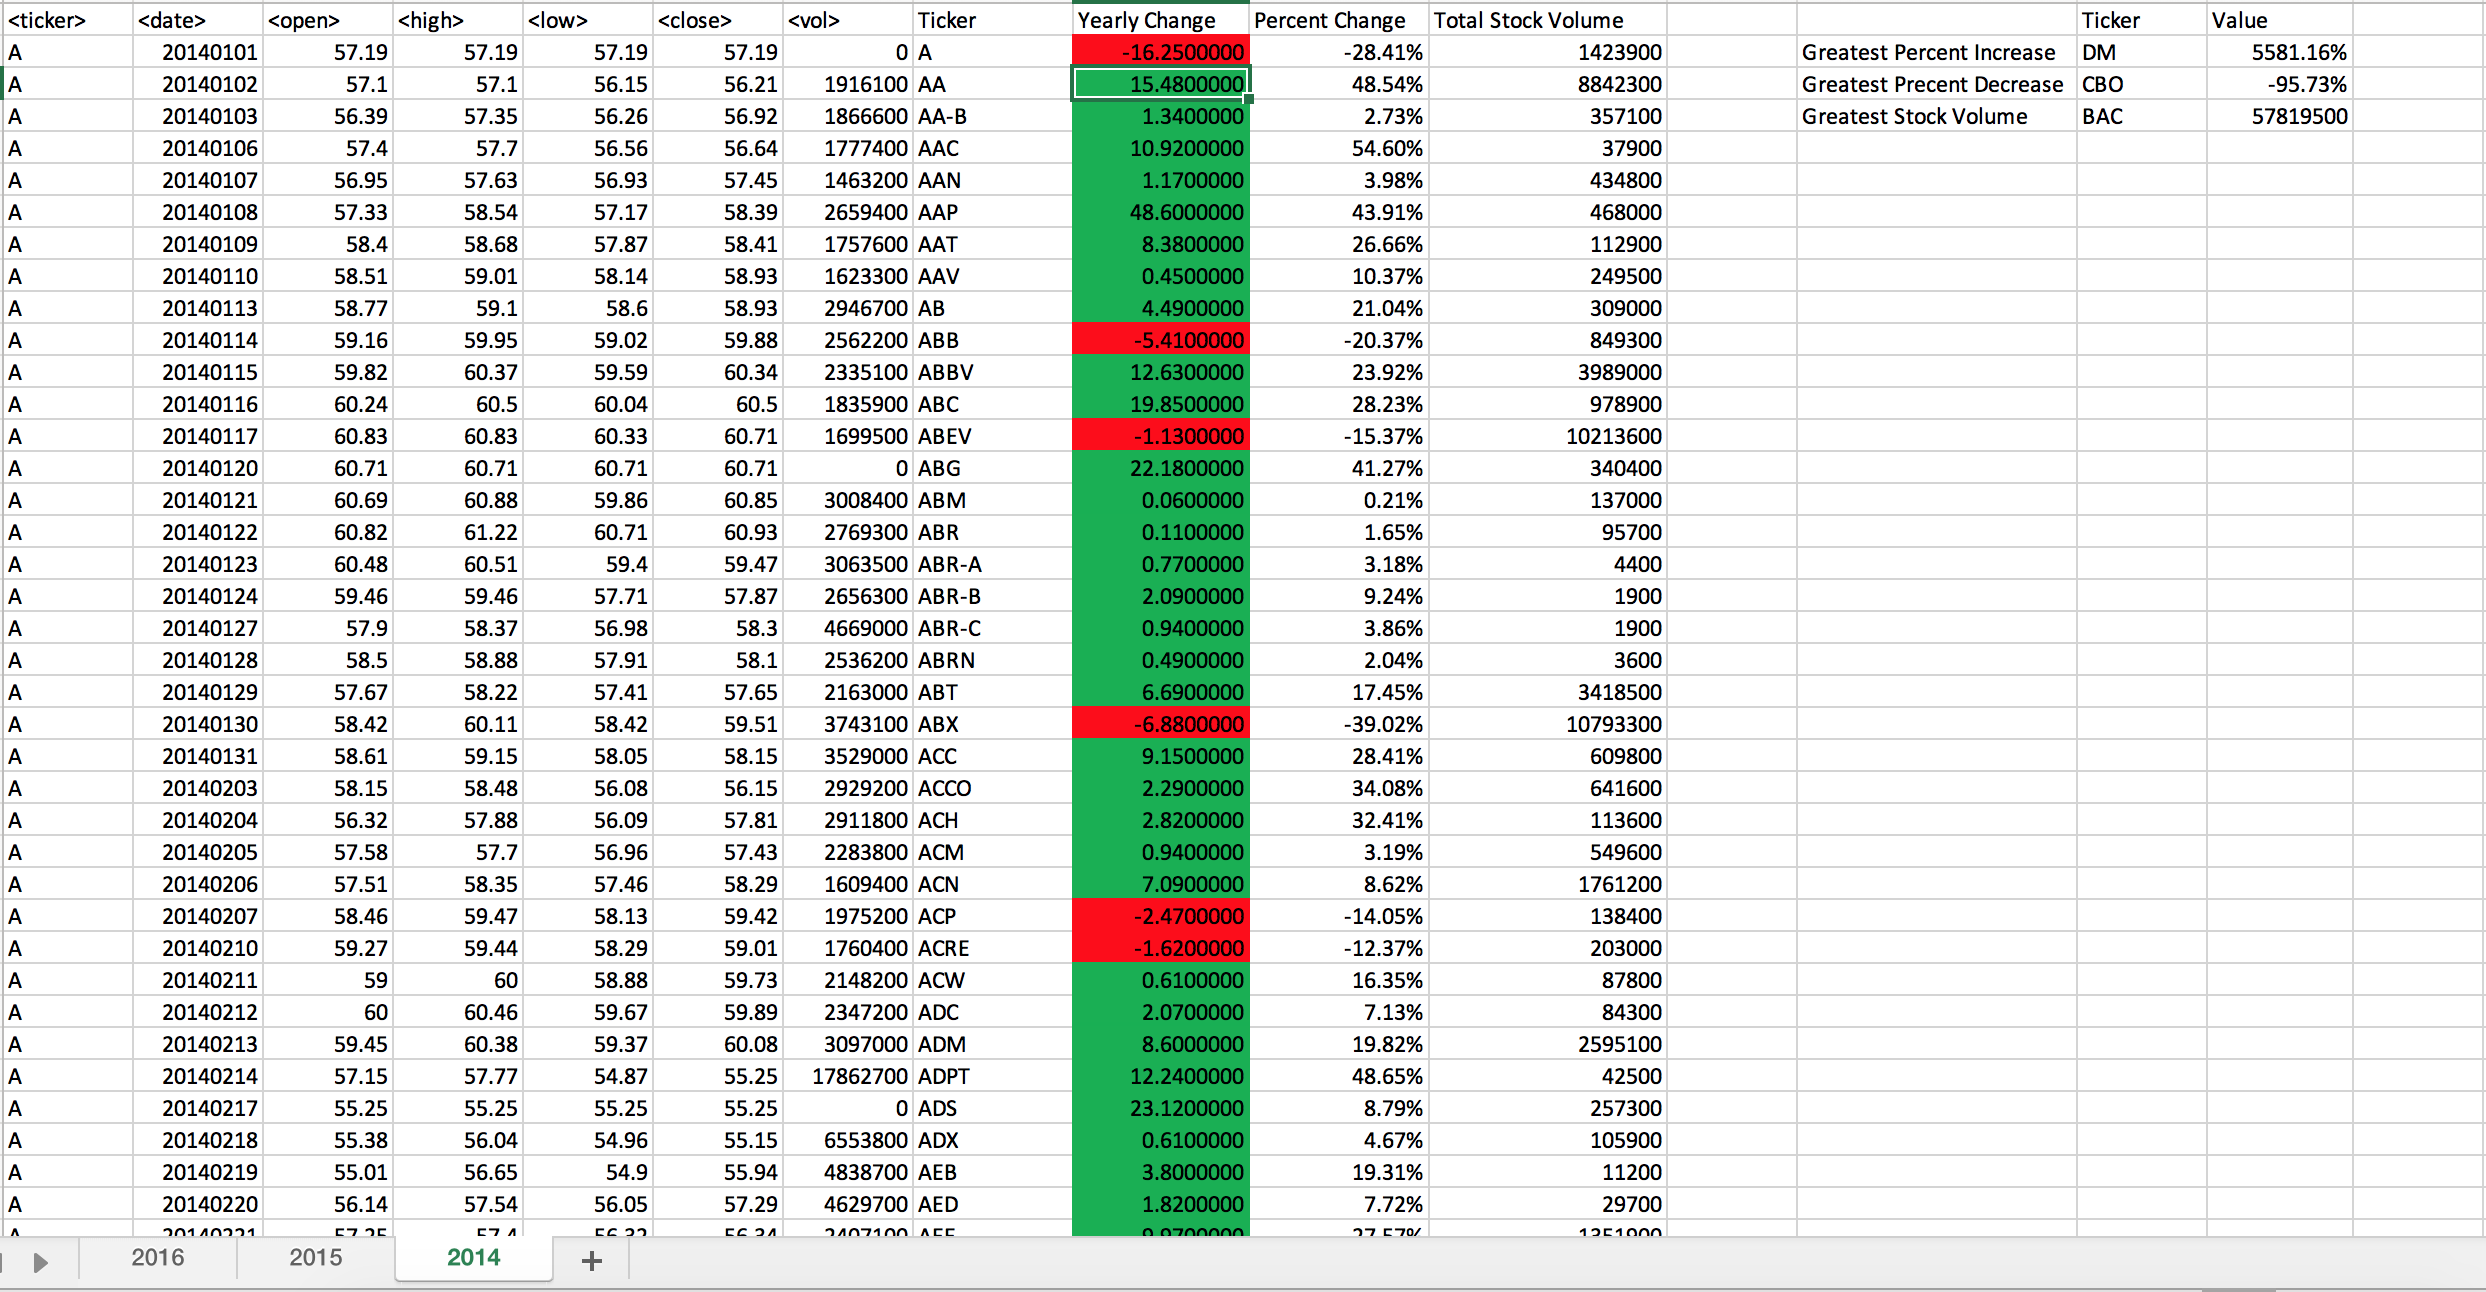 <ticker> <date> <open> <high> <low> <close> <vol> Ticker Yearly Change Percent Change Total Stock Volume Ticker Value
A 20140101 57.19 57.19 57.19 57.19 0 A -16.2500000 -28.41% 1423900 Greatest Percent Increase DM 5581.16%
A 20140102 57.1 57.1 56.15 56.21 1916100 AA 15.4800000 48.54% 8842300 Greatest Precent Decrease CBO -95.73%
A 20140103 56.39 57.35 56.26 56.92 1866600 AA-B 1.3400000 2.73% 357100 Greatest Stock Volume BAC 57819500
A 20140106 57.4 57.7 56.56 56.64 1777400 AAC 10.9200000 54.60% 37900
A 20140107 56.95 57.63 56.93 57.45 1463200 AAN 1.1700000 3.98% 434800
A 20140108 57.33 58.54 57.17 58.39 2659400 AAP 48.6000000 43.91% 468000
A 20140109 58.4 58.68 57.87 58.41 1757600 AAT 8.3800000 26.66% 112900
A 20140110 58.51 59.01 58.14 58.93 1623300 AAV 0.4500000 10.37% 249500
A 20140113 58.77 59.1 58.6 58.93 2946700 AB 4.4900000 21.04% 309000
A 20140114 59.16 59.95 59.02 59.88 2562200 ABB -5.4100000 -20.37% 849300
A 20140115 59.82 60.37 59.59 60.34 2335100 ABBV 12.6300000 23.92% 3989000
A 20140116 60.24 60.5 60.04 60.5 1835900 ABC 19.8500000 28.23% 978900
A 20140117 60.83 60.83 60.33 60.71 1699500 ABEV -1.1300000 -15.37% 10213600
A 20140120 60.71 60.71 60.71 60.71 0 ABG 22.1800000 41.27% 340400
A 20140121 60.69 60.88 59.86 60.85 3008400 ABM 0.0600000 0.21% 137000
A 20140122 60.82 61.22 60.71 60.93 2769300 ABR 0.1100000 1.65% 95700
A 20140123 60.48 60.51 59.4 59.47 3063500 ABR-A 0.7700000 3.18% 4400
A 20140124 59.46 59.46 57.71 57.87 2656300 ABR-B 2.0900000 9.24% 1900
A 20140127 57.9 58.37 56.98 58.3 4669000 ABR-C 0.9400000 3.86% 1900
A 20140128 58.5 58.88 57.91 58.1 2536200 ABRN 0.4900000 2.04% 3600
A 20140129 57.67 58.22 57.41 57.65 2163000 ABT 6.6900000 17.45% 3418500
A 20140130 58.42 60.11 58.42 59.51 3743100 ABX -6.8800000 -39.02% 10793300
A 20140131 58.61 59.15 58.05 58.15 3529000 ACC 9.1500000 28.41% 609800
A 20140203 58.15 58.48 56.08 56.15 2929200 ACCO 2.2900000 34.08% 641600
A 20140204 56.32 57.88 56.09 57.81 2911800 ACH 2.8200000 32.41% 113600
A 20140205 57.58 57.7 56.96 57.43 2283800 ACM 0.9400000 3.19% 549600
A 20140206 57.51 58.35 57.46 58.29 1609400 ACN 7.0900000 8.62% 1761200
A 20140207 58.46 59.47 58.13 59.42 1975200 ACP -2.4700000 -14.05% 138400
A 20140210 59.27 59.44 58.29 59.01 1760400 ACRE -1.6200000 -12.37% 203000
A 20140211 59 60 58.88 59.73 2148200 ACW 0.6100000 16.35% 87800
A 20140212 60 60.46 59.67 59.89 2347200 ADC 2.0700000 7.13% 84300
A 20140213 59.45 60.38 59.37 60.08 3097000 ADM 8.6000000 19.82% 2595100
A 20140214 57.15 57.77 54.87 55.25 17862700 ADPT 12.2400000 48.65% 42500
A 20140217 55.25 55.25 55.25 55.25 0 ADS 23.1200000 8.79% 257300
A 20140218 55.38 56.04 54.96 55.15 6553800 ADX 0.6100000 4.67% 105900
A 20140219 55.01 56.65 54.9 55.94 4838700 AEB 3.8000000 19.31% 11200
A 20140220 56.14 57.54 56.05 57.29 4629700 AED 1.8200000 7.72% 29700
2016 2015 2014 +